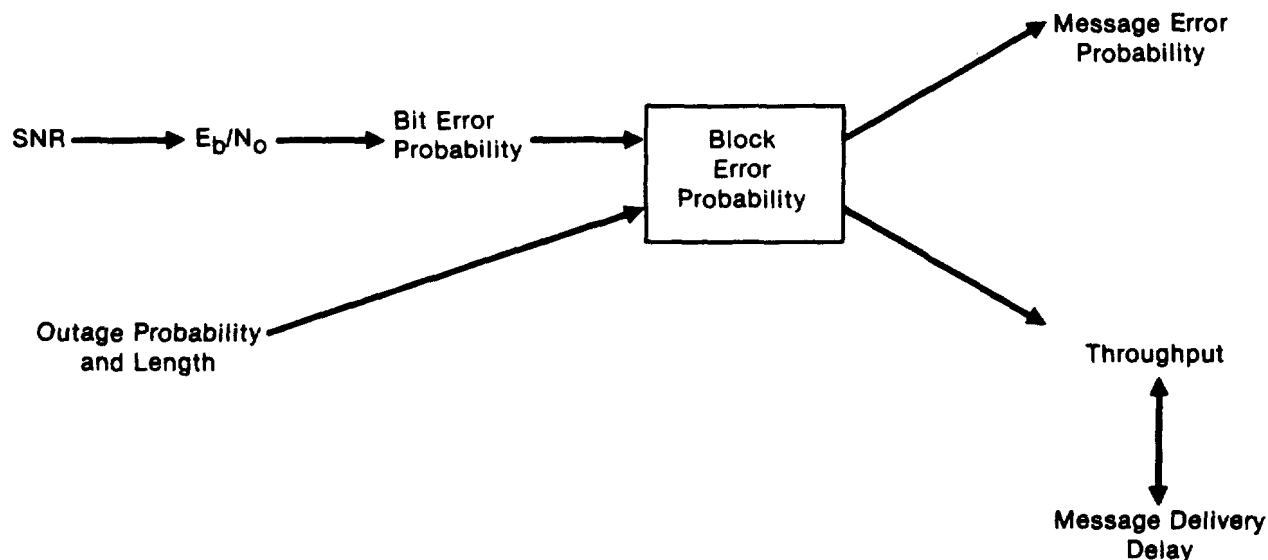 Message Error
Probability
SNR
E_b/N_o
Bit Error
Probability
Block
Error
Probability
Outage Probability
and Length
Throughput
Message Delivery
Delay